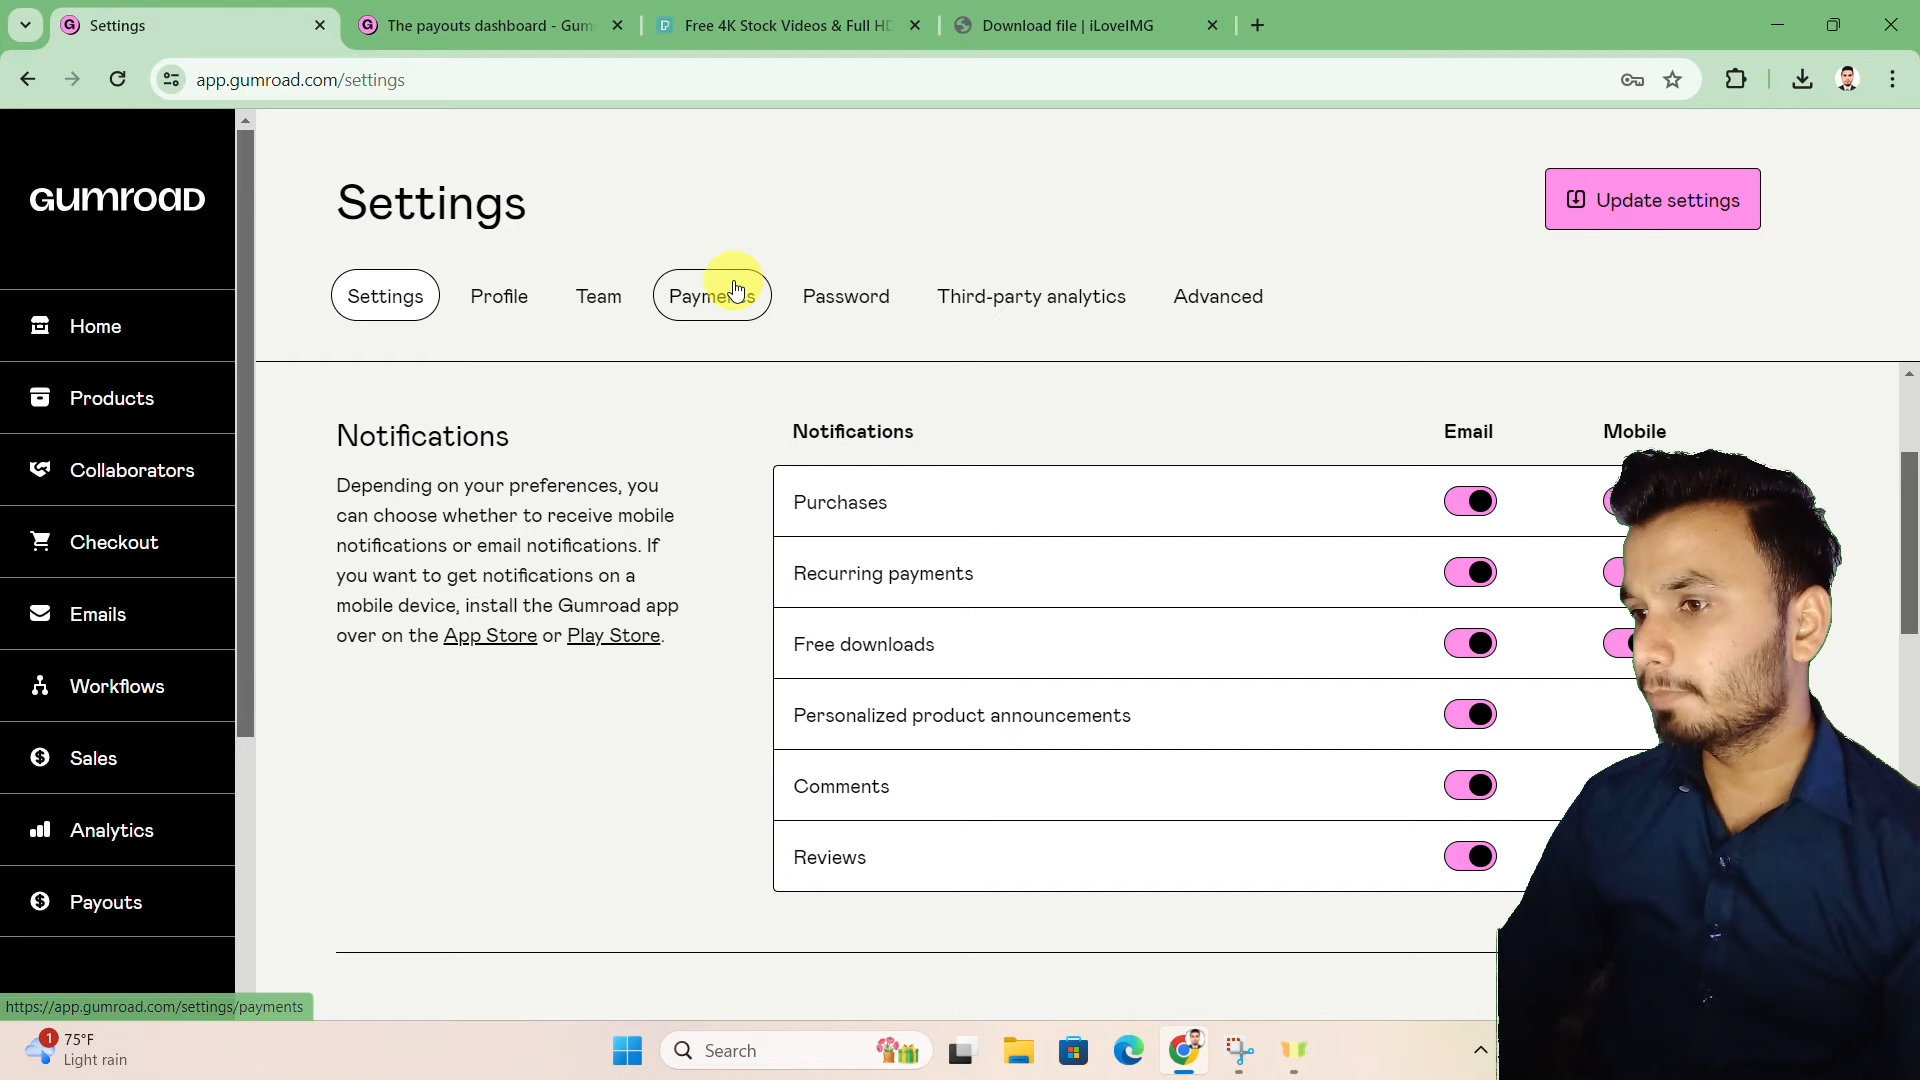 Settings
The payouts dashboard - Gum
Free 4K Stock Videos & Full HD
Download file | iLoveIMG
app.gumroad.com/settings
GUMROAD
Home
Products
Collaborators
Checkout
Emails
Workflows
Sales
Analytics
Payouts
Settings
Update settings
Settings Profile Team Payments Password Third-party analytics Advanced
Notifications
Depending on your preferences, you
can choose whether to receive mobile
notifications or email notifications. If
you want to get notifications on a
mobile device, install the Gumroad app
over on the App Store or Play Store.
Notifications Email Mobile
Purchases
Recurring payments
Free downloads
Personalized product announcements
Comments
Reviews
https://app.gumroad.com/settings/payments
1
75°F
Light rain
Search